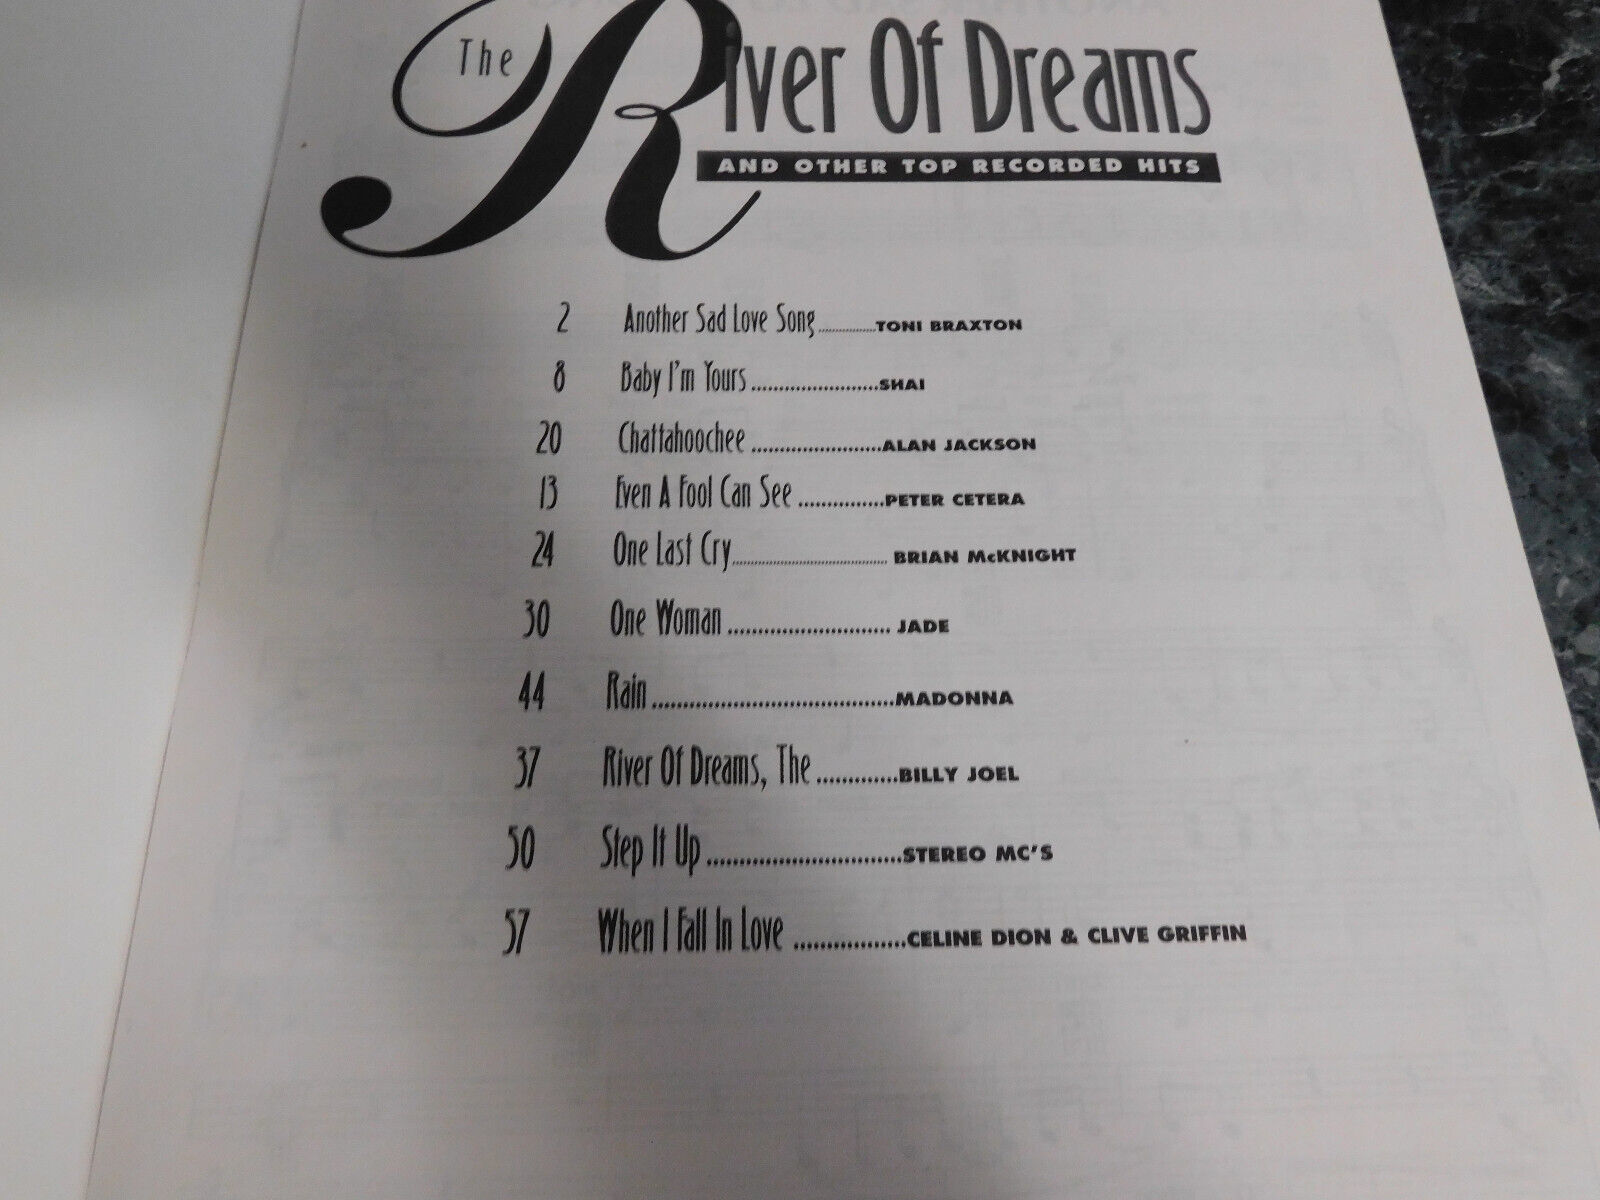 The River Of Dreams
AND OTHER TOP RECORDED HITS
2 Another Sad Love Song ............... TONI BRAXTON
8 Baby I'm Yours ....................... SHAI
20 Chattahoochee ........................ ALAN JACKSON
13 Even A Fool Can See ............... PETER CETERA
24 One Last Cry ........................................ BRIAN McKNIGHT
30 One Woman ........................... JADE
44 Rain ....................................... MADONNA
37 River Of Dreams, The ............. BILLY JOEL
50 Step It Up .............................. STEREO MC'S
57 When I Fall In Love .................. CELINE DION & CLIVE GRIFFIN